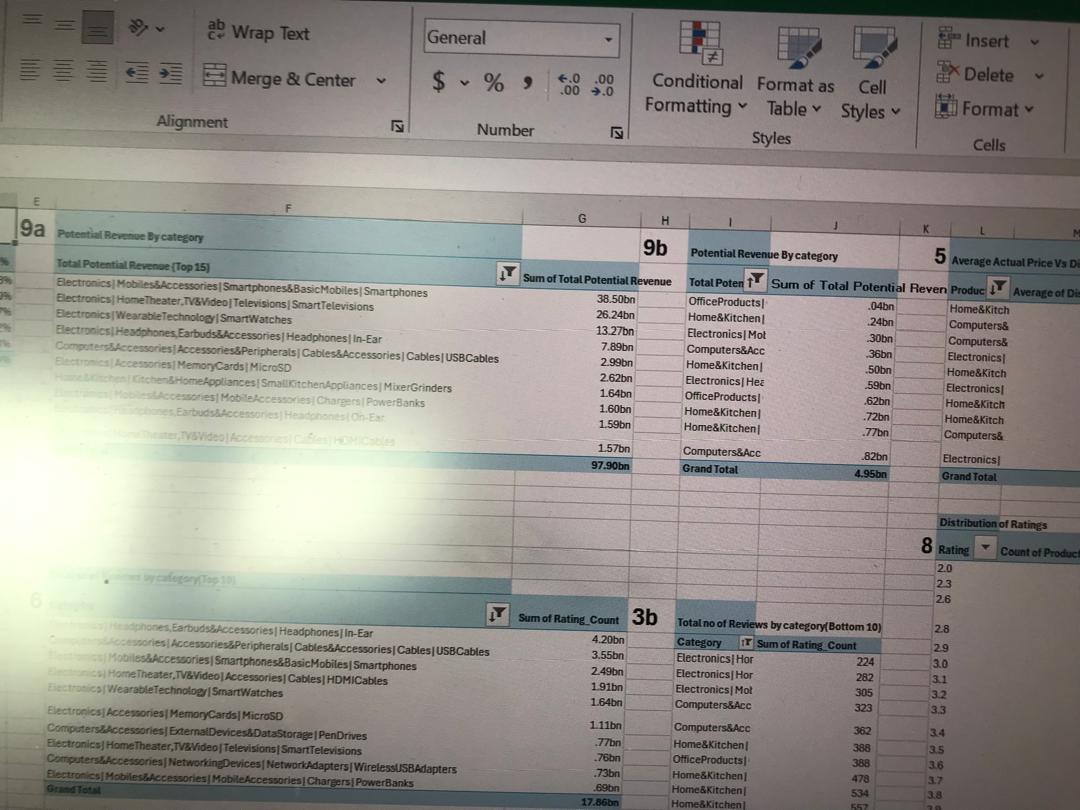 Wrap Text
General
Insert
Merge & Center
$ % , .00 .00
Conditional Formatting
Format as Table
Cell Styles
Delete
Format
Alignment
Number
Styles
Cells
E F G H I J K L M
9a Potential Revenue By category
Total Potential Revenue (Top 15) Sum of Total Potential Revenue
Electronics|Mobiles&Accessories|Smartphones&BasicMobiles|Smartphones 38.50bn
Electronics|HomeTheater,TV&Video|Televisions|SmartTelevisions 26.24bn
Electronics|WearableTechnology|SmartWatches 13.27bn
Electronics|Headphones,Earbuds&Accessories|Headphones|In-Ear 7.89bn
Computers&Accessories|Accessories&Peripherals|Cables&Accessories|Cables|USBCables 2.99bn
Electronics|Accessories|MemoryCards|MicroSD 2.62bn
Home&Kitchen|Kitchen&HomeAppliances|SmallKitchenAppliances|MixerGrinders 1.64bn
Electronics|Mobiles&Accessories|MobileAccessories|Chargers|PowerBanks 1.60bn
Headphones,Earbuds&Accessories|Headphones|On-Ear 1.59bn
HomeTheater,TV&Video|Accessories|Cables|HDMICables 1.57bn
97.90bn
9b Potential Revenue By category
Total Poten Sum of Total Potential Reven
OfficeProducts| .04bn
Home&Kitchen| .24bn
Electronics|Mot .30bn
Computers&Acc .36bn
Home&Kitchen| .50bn
Electronics|Hea .59bn
OfficeProducts| .62bn
Home&Kitchen| .72bn
Home&Kitchen| .77bn
Computers&Acc .82bn
Grand Total 4.95bn
5 Average Actual Price Vs Di
Produc Average of Dis
Home&Kitch
Computers&
Computers&
Electronics|
Home&Kitch
Electronics|
Home&Kitch
Home&Kitch
Computers&
Electronics|
Grand Total
by category(Top 10)
6 Sum of Rating_Count
Headphones,Earbuds&Accessories|Headphones|In-Ear 4.20bn
Accessories|Accessories&Peripherals|Cables&Accessories|Cables|USBCables 3.55bn
Mobiles&Accessories|Smartphones&BasicMobiles|Smartphones 2.49bn
HomeTheater,TV&Video|Accessories|Cables|HDMICables 1.91bn
Electronics|WearableTechnology|SmartWatches 1.64bn
Electronics|Accessories|MemoryCards|MicroSD 1.11bn
Computers&Accessories|ExternalDevices&DataStorage|PenDrives .77bn
Electronics|HomeTheater,TV&Video|Televisions|SmartTelevisions .76bn
Computers&Accessories|NetworkingDevices|NetworkAdapters|WirelessUSBAdapters .73bn
Electronics|Mobiles&Accessories|MobileAccessories|Chargers|PowerBanks .69bn
Grand Total 17.86bn
3b Total no of Reviews by category(Bottom 10)
Category Sum of Rating_Count
Electronics|Hor 224
Electronics|Hor 282
Electronics|Mot 305
Computers&Acc 323
Computers&Acc 362
Home&Kitchen| 388
OfficeProducts| 388
Home&Kitchen| 478
Home&Kitchen| 534
Home&Kitchen| 557
Distribution of Ratings
8 Rating Count of Product
2.0
2.3
2.6
2.8
2.9
3.0
3.1
3.2
3.3
3.4
3.5
3.6
3.7
3.8
3.9